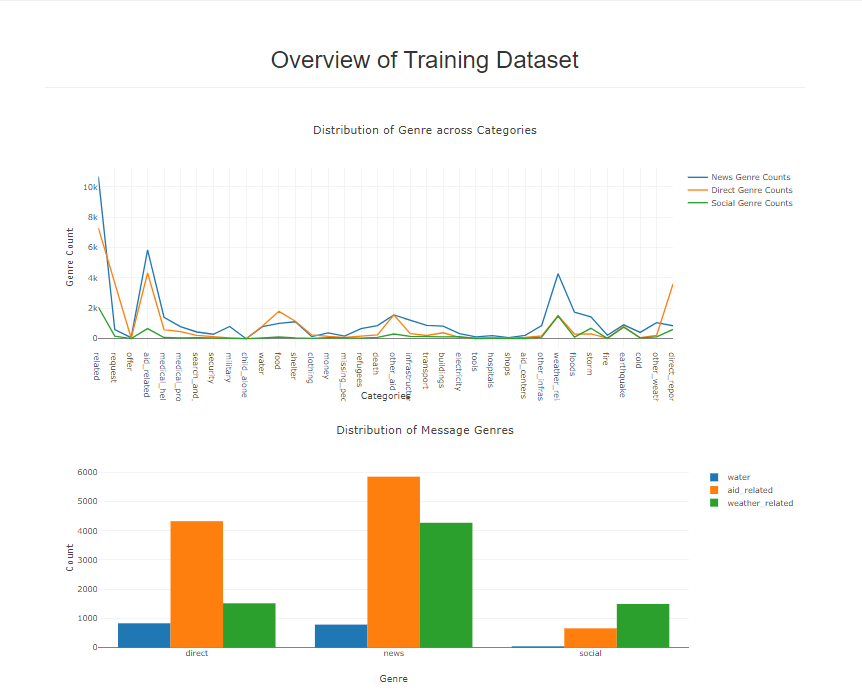 Overview of Training Dataset
Distribution of Genre across Categories
News Genre Counts
Direct Genre Counts
Social Genre Counts
Genre Count
10k
8k
6k
4k
2k
0
related
request
offer
aid_related
medical_hel
medical_pro
search_and_
security
military
child_alone
water
food
shelter
clothing
money
missing_peo
refugees
death
other_aid
infrastructu
transport
buildings
electricity
tools
hospitals
shops
aid_centers
other_infras
weather_rel
floods
storm
fire
earthquake
cold
other_weath
direct_repor
Categories
Distribution of Message Genres
water
aid_related
weather_related
Count
6000
5000
4000
3000
2000
1000
0
direct
news
social
Genre